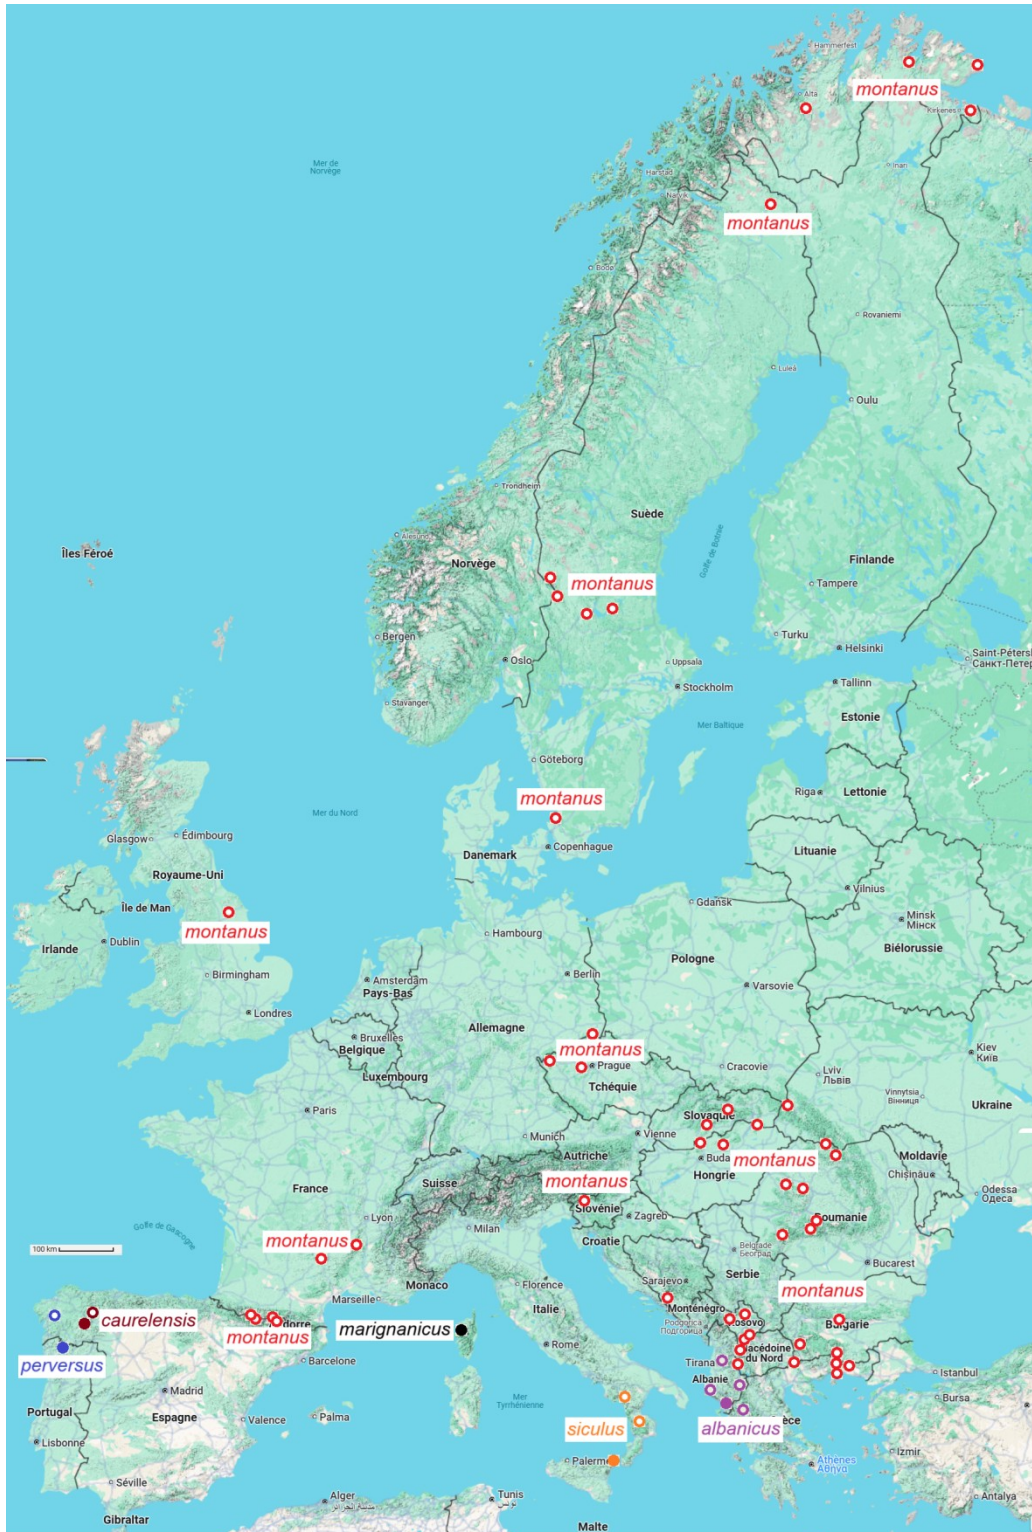 Hammerfest
montanus
Alta
Kirkenes
Mer de
Norvège
Harstad
Inari
Narvik
montanus
Bodø
Rovaniemi
Luleå
Oulu
Trondheim
Suède
Ålesund
Îles Féroé
Norvège
Golfe de Botnie
Finlande
montanus
Tampere
Bergen
Turku
Helsinki
Saint-Pétersb
Санкт-Петер
Oslo
Uppsala
Stockholm
Tallinn
Stavanger
Estonie
Mer Baltique
Göteborg
Riga
Lettonie
montanus
Mer du Nord
Glasgow
Édimbourg
Copenhague
Danemark
Lituanie
Royaume-Uni
Vilnius
Île de Man
Gdańsk
Minsk
Мінск
montanus
Irlande
Dublin
Hambourg
Biélorussie
Pologne
Birmingham
Berlin
Amsterdam
Pays-Bas
Varsovie
Londres
Allemagne
Bruxelles
Belgique
montanus
Kiev
Київ
Prague
Cracovie
Luxembourg
Tchéquie
Lviv
Львів
Vinnytsia
Вінниця
Ukraine
Paris
Slovaquie
Munich
Vienne
Moldavie
Autriche
Buda
montanus
Chișinău
Suisse
montanus
Hongrie
Odessa
Одеса
France
Slovénie
Lyon
Milan
Zagreb
Roumanie
Golfe de Gascogne
Croatie
montanus
Belgrade
Београд
Bucarest
100 km
Monaco
Serbie
Florence
Sarajevo
Marseille
Italie
montanus
Monténégro
caurelensis
montanus
Andorre
marignanicus
Podgorica
Подгорица
Kosovo
Bulgarie
Rome
Macédoine
du Nord
perversus
Barcelone
Tirana
Istanbul
Albanie
Madrid
Mer
Tyrrhénienne
Bursa
Portugal
Espagne
Valence
Palma
siculus
albanicus
Grèce
Lisbonne
Izmir
Palerme
Athènes
Αθήνα
Séville
Alger
Tunis
تونس
Antalya
Gibraltar
Malte